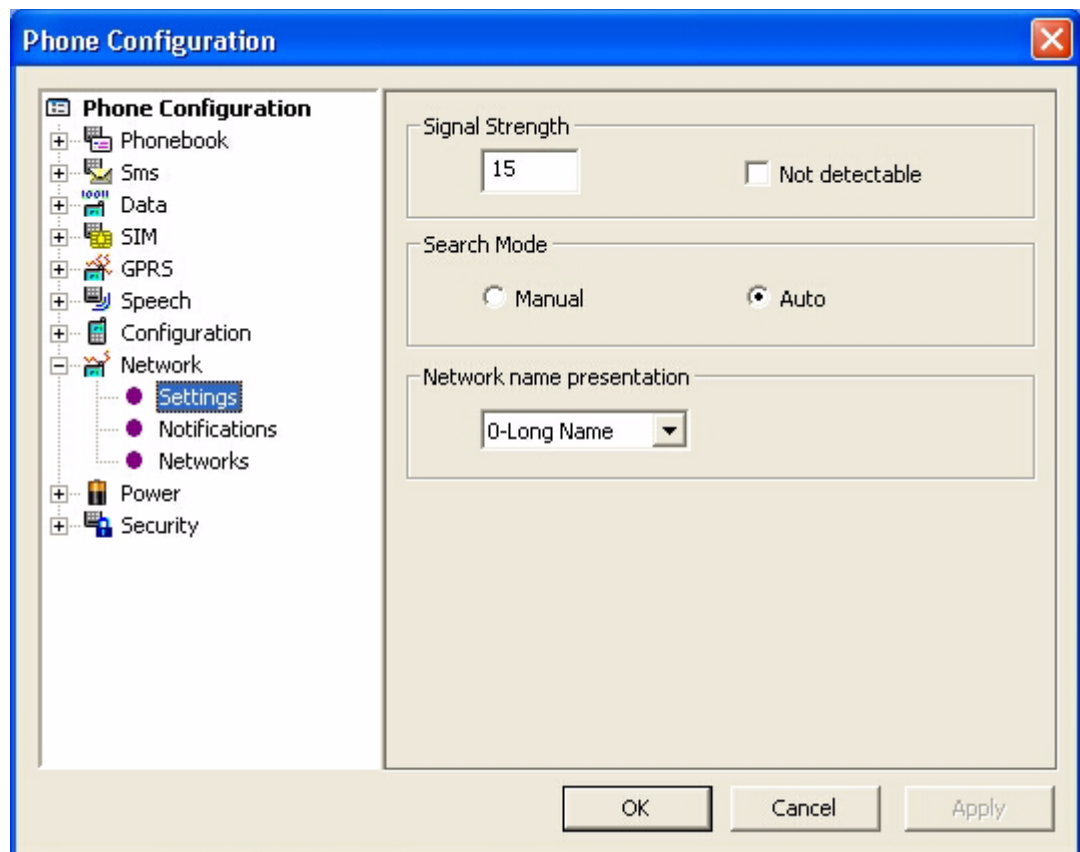 Phone Configuration
Phone Configuration
Phonebook
Sms
Data
SIM
GPRS
Speech
Configuration
Network
Settings
Notifications
Networks
Power
Security
Signal Strength
15
Not detectable
Search Mode
Manual
Auto
Network name presentation
0-Long Name
OK
Cancel
Apply